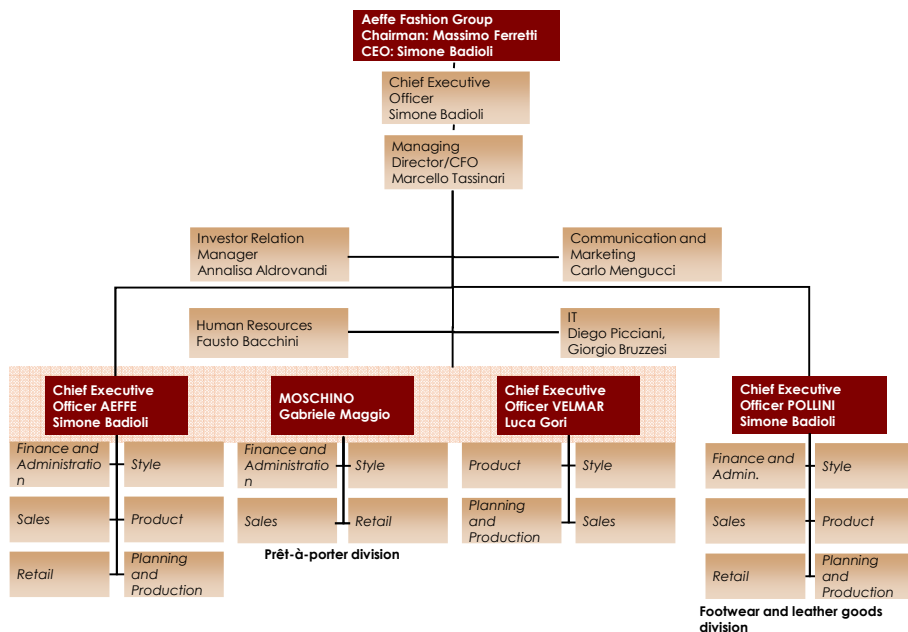 Aeffe Fashion Group
Chairman: Massimo Ferretti
CEO: Simone Badioli
Chief Executive
Officer
Simone Badioli
Managing
Director/CFO
Marcello Tassinari
Investor Relation
Manager
Annalisa Aldrovandi
Communication and
Marketing
Carlo Mengucci
Human Resources
Fausto Bacchini
IT
Diego Picciani,
Giorgio Bruzzesi
Chief Executive
Officer AEFFE
Simone Badioli
MOSCHINO
Gabriele Maggio
Chief Executive
Officer VELMAR
Luca Gori
Chief Executive
Officer POLLINI
Simone Badioli
Finance and
Administratio
n
Style
Sales
Product
Retail
Planning
and
Production
Finance and
Administratio
n
Style
Sales
Retail
Prêt-à-porter division
Product
Style
Planning
and
Production
Sales
Finance and
Admin.
Style
Sales
Product
Retail
Planning
and
Production
Footwear and leather goods
division